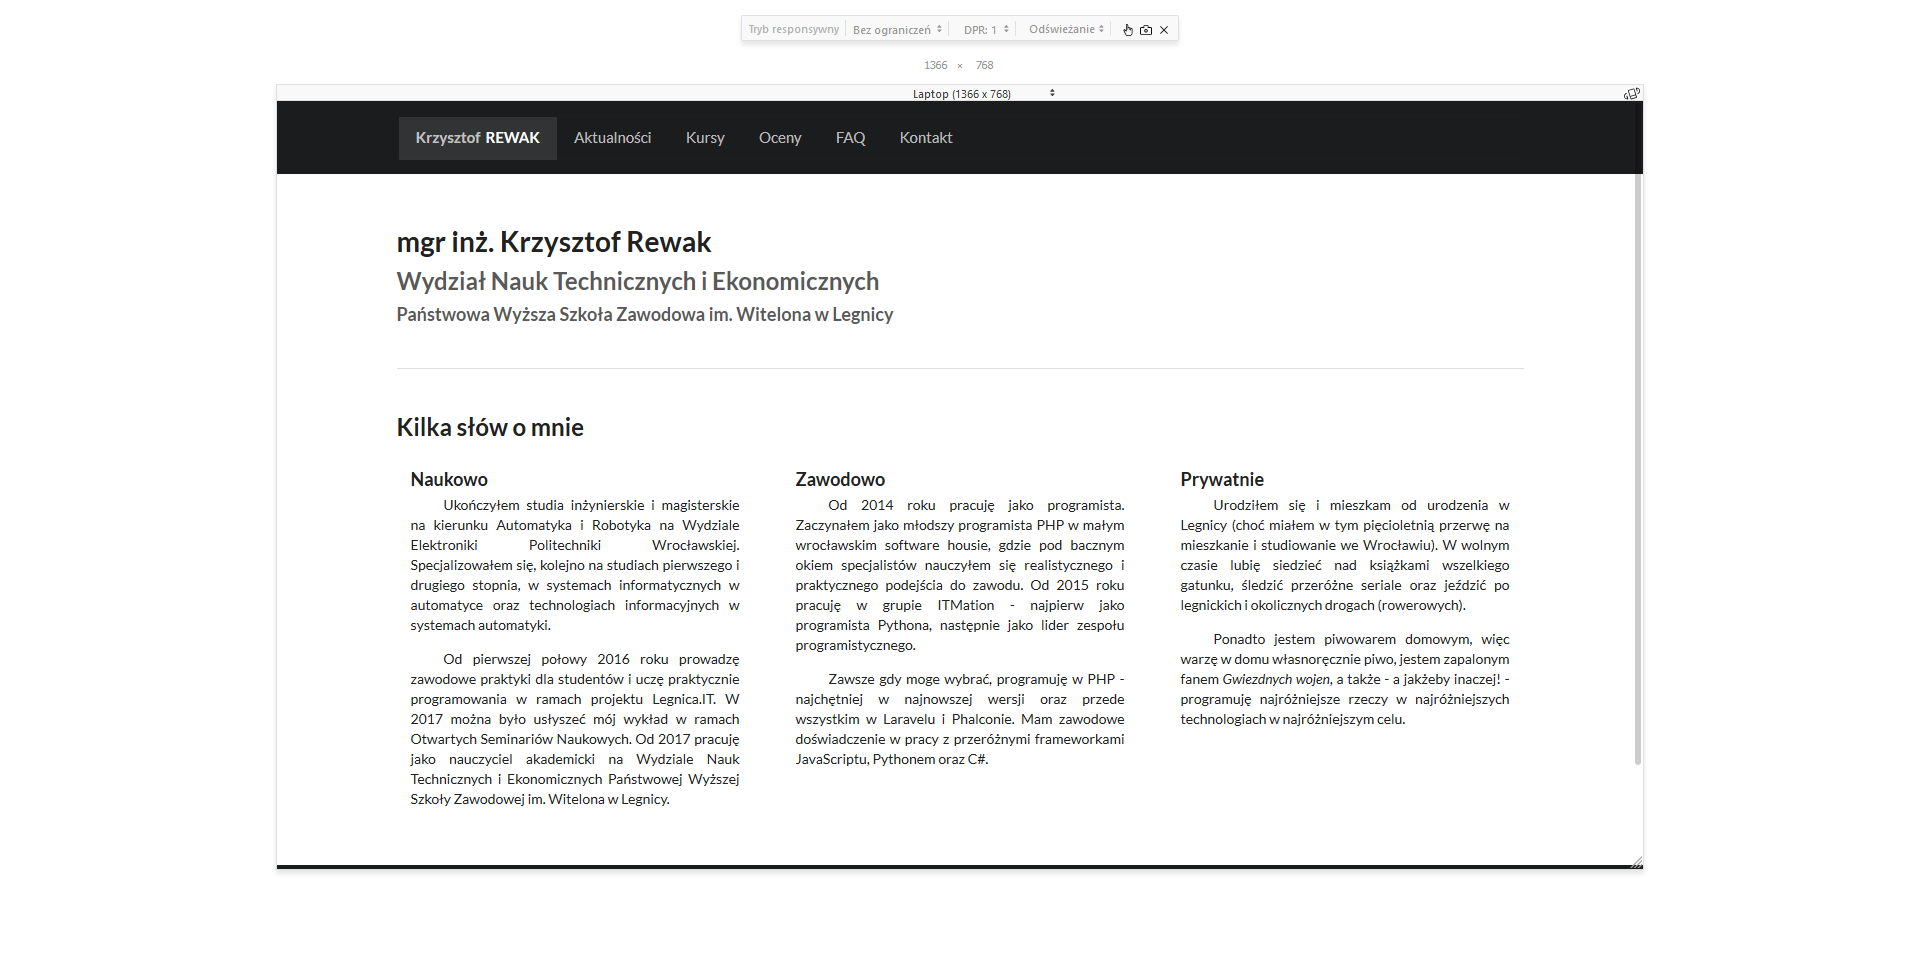 Tryb responsywny Bez ograniczeń DPR: 1 Odświeżanie
1366 × 768
Laptop (1366 x 768)
Krzysztof REWAK Aktualności Kursy Oceny FAQ Kontakt
mgr inż. Krzysztof Rewak
Wydział Nauk Technicznych i Ekonomicznych
Państwowa Wyższa Szkoła Zawodowa im. Witelona w Legnicy
Kilka słów o mnie
Naukowo
Ukończyłem studia inżynierskie i magisterskie
na kierunku Automatyka i Robotyka na Wydziale
Elektroniki Politechniki Wrocławskiej.
Specjalizowałem się, kolejno na studiach pierwszego i
drugiego stopnia, w systemach informatycznych w
automatyce oraz technologiach informacyjnych w
systemach automatyki.
Od pierwszej połowy 2016 roku prowadzę
zawodowe praktyki dla studentów i uczę praktycznie
programowania w ramach projektu Legnica.IT. W
2017 można było usłyszeć mój wykład w ramach
Otwartych Seminariów Naukowych. Od 2017 pracuję
jako nauczyciel akademicki na Wydziale Nauk
Technicznych i Ekonomicznych Państwowej Wyższej
Szkoły Zawodowej im. Witelona w Legnicy.
Zawodowo
Od 2014 roku pracuję jako programista.
Zaczynałem jako młodszy programista PHP w małym
wrocławskim software housie, gdzie pod bacznym
okiem specjalistów nauczyłem się realistycznego i
praktycznego podejścia do zawodu. Od 2015 roku
pracuję w grupie ITMation - najpierw jako
programista Pythona, następnie jako lider zespołu
programistycznego.
Zawsze gdy moge wybrać, programuję w PHP -
najchętniej w najnowszej wersji oraz przede
wszystkim w Laravelu i Phalconie. Mam zawodowe
doświadczenie w pracy z przeróżnymi frameworkami
JavaScriptu, Pythonem oraz C#.
Prywatnie
Urodziłem się i mieszkam od urodzenia w
Legnicy (choć miałem w tym pięcioletnią przerwę na
mieszkanie i studiowanie we Wrocławiu). W wolnym
czasie lubię siedzieć nad książkami wszelkiego
gatunku, śledzić przeróżne seriale oraz jeździć po
legnickich i okolicznych drogach (rowerowych).
Ponadto jestem piwowarem domowym, więc
warzę w domu własnoręcznie piwo, jestem zapalonym
fanem Gwiezdnych wojen, a także - a jakżeby inaczej! -
programuję najróżniejsze rzeczy w najróżniejszych
technologiach w najróżniejszym celu.